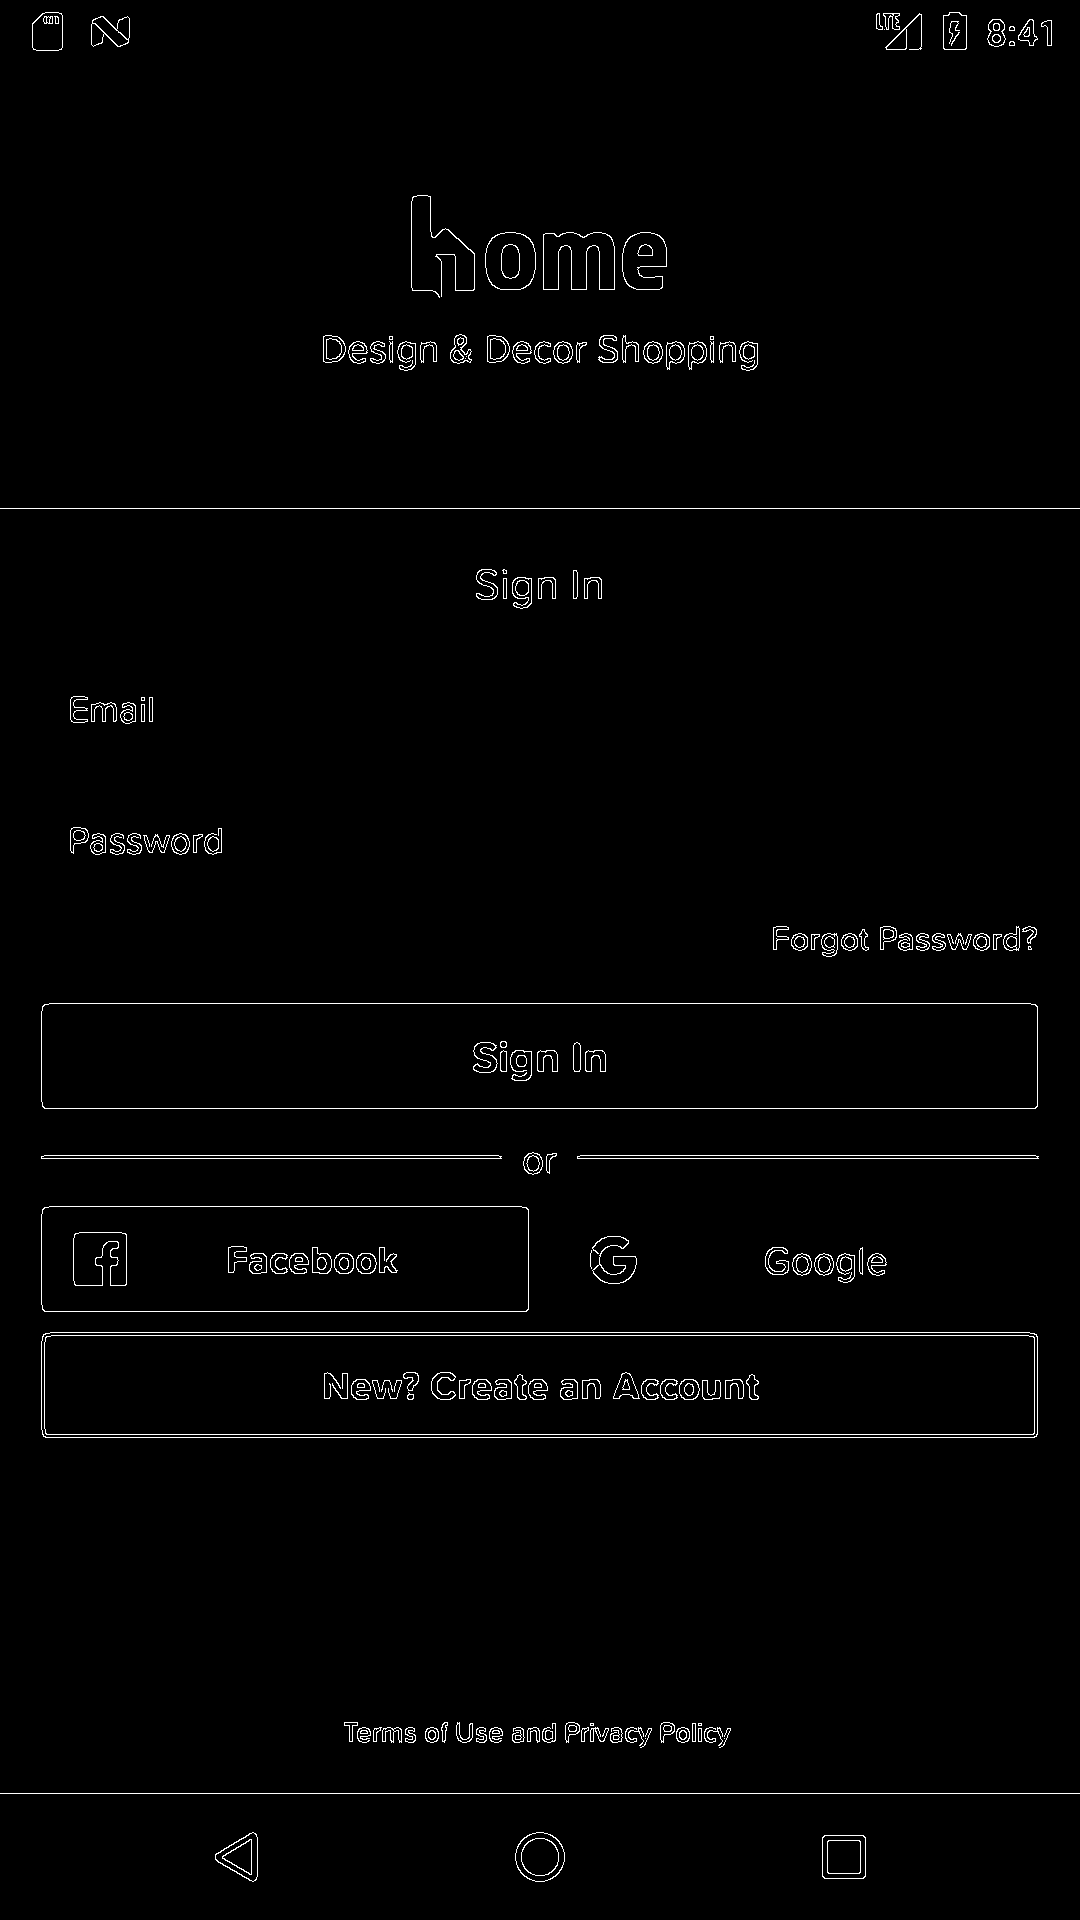 LTE 8:41
home
Design & Decor Shopping
Sign In
Email
Password
Forgot Password?
Sign In
or
Facebook
Google
New? Create an Account
Terms of Use and Privacy Policy